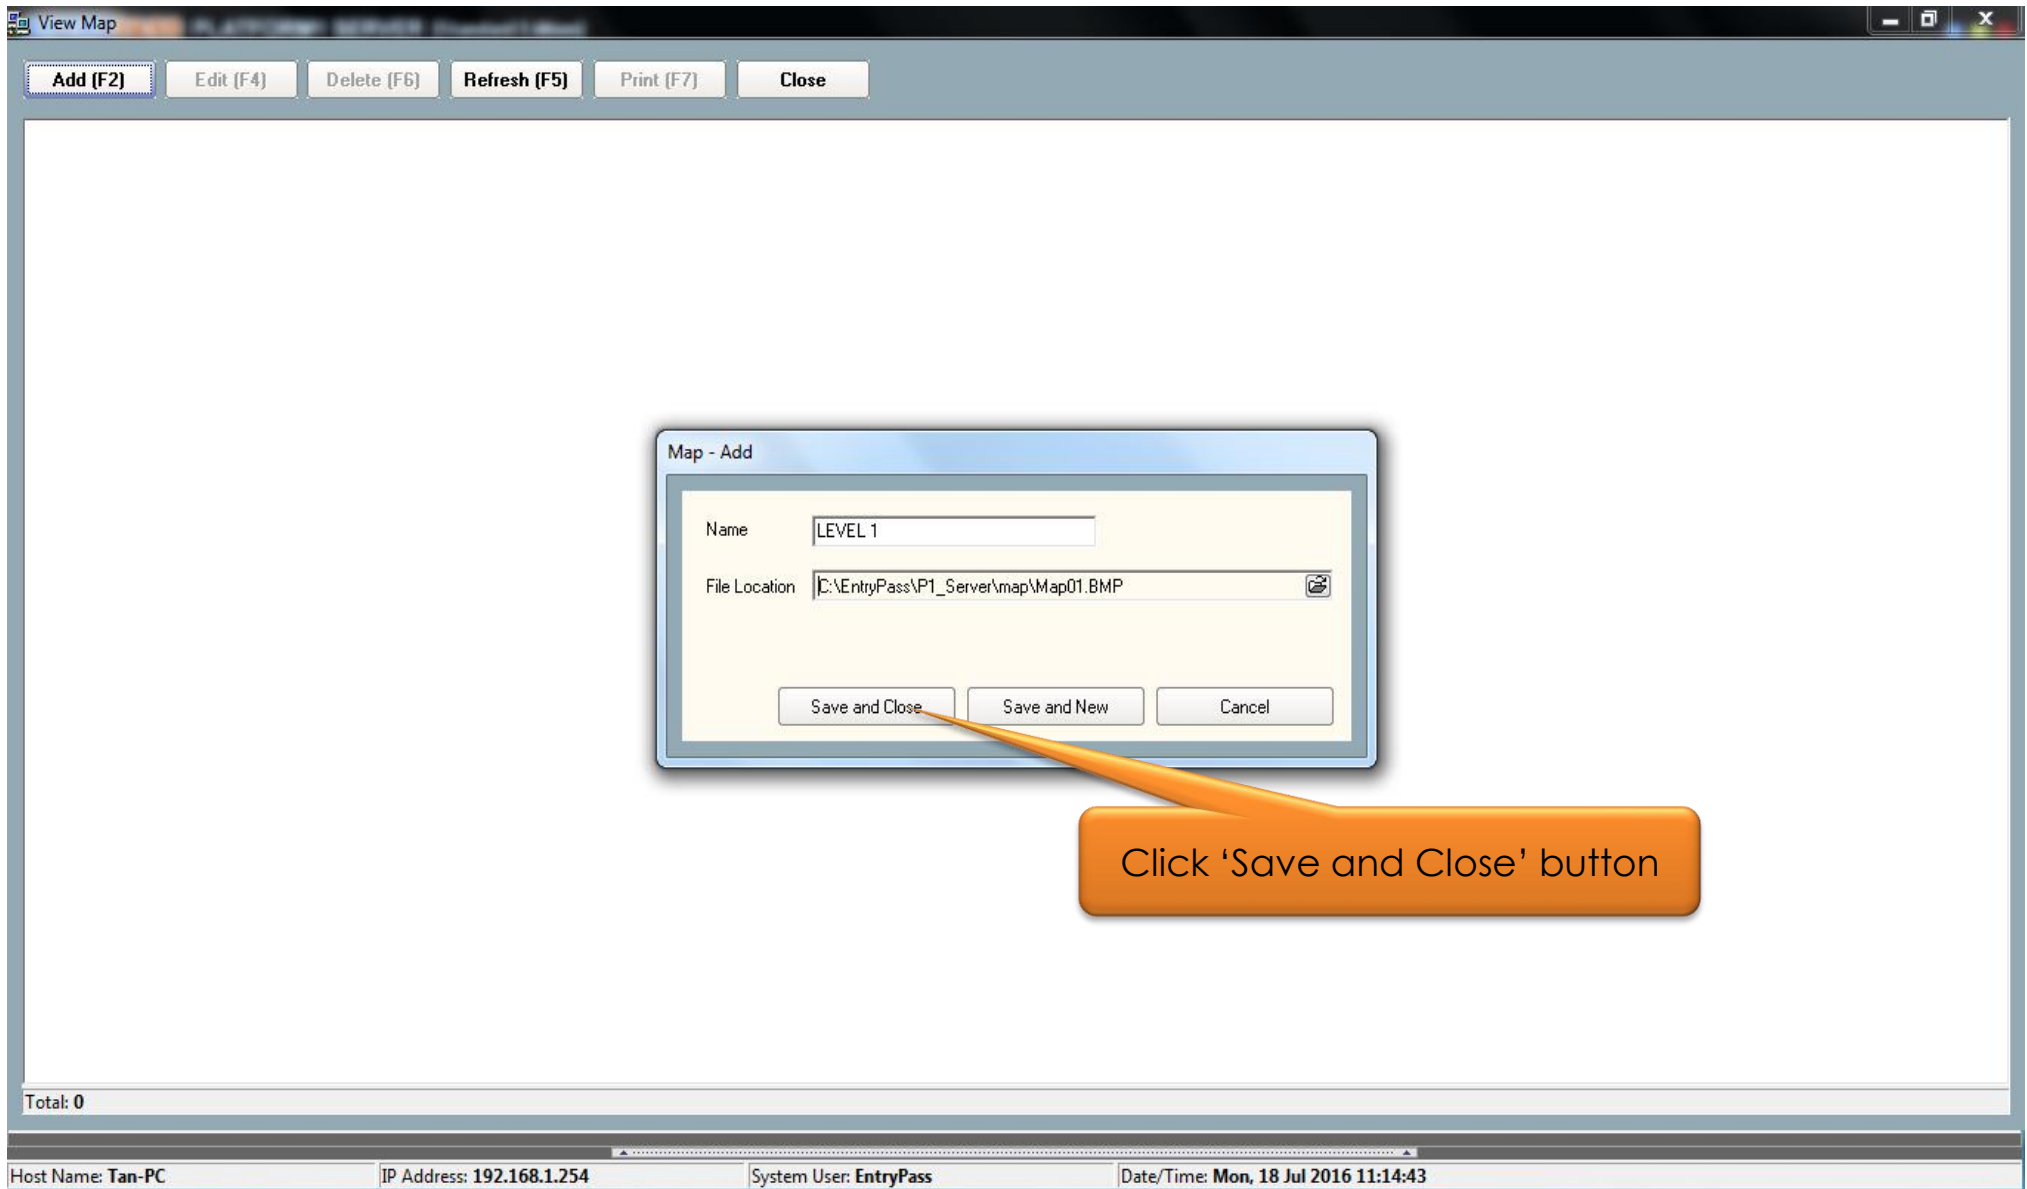 View Map
Add (F2) Edit (F4) Delete (F6) Refresh (F5) Print (F7) Close
Map - Add
Name LEVEL 1
File Location C:\EntryPass\P1_Server\map\Map01.BMP
Save and Close Save and New Cancel
Click ‘Save and Close’ button
Total: 0
Host Name: Tan-PC IP Address: 192.168.1.254 System User: EntryPass Date/Time: Mon, 18 Jul 2016 11:14:43